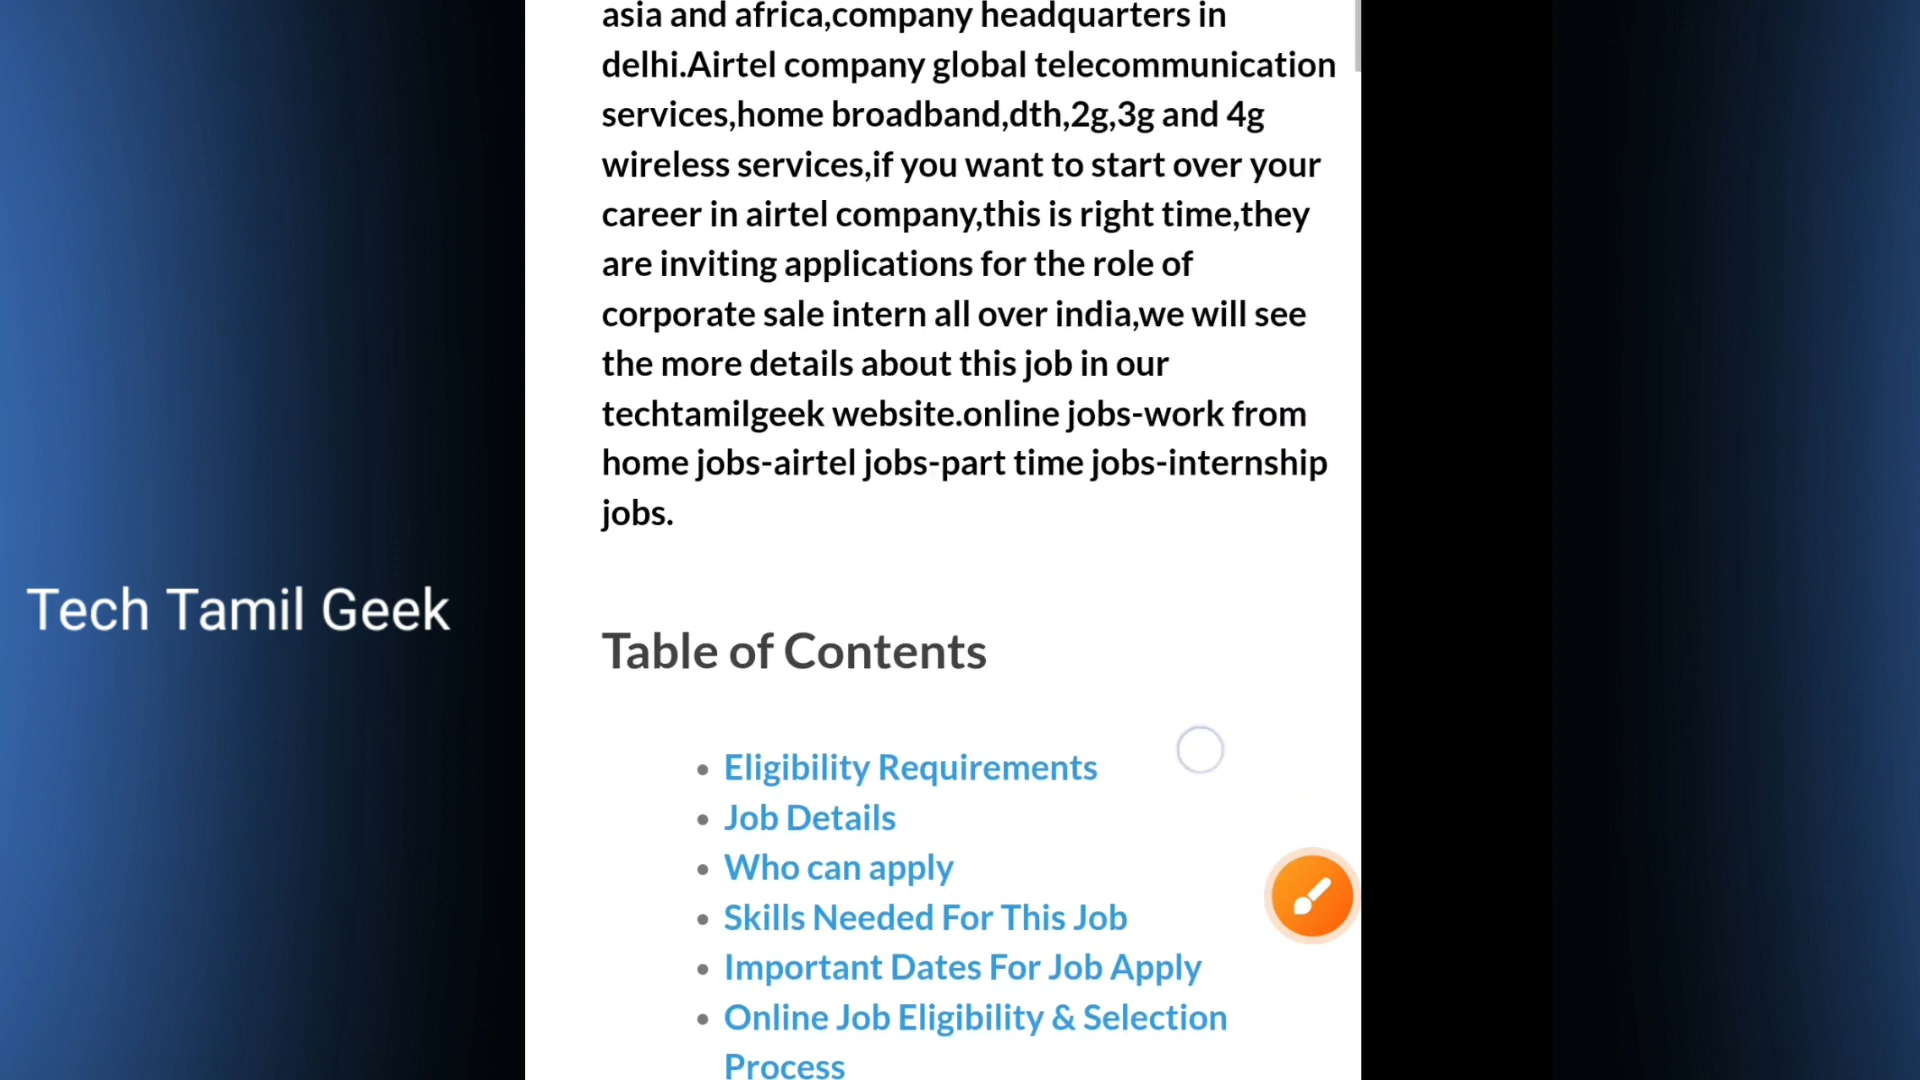 asia and africa,company headquarters in
delhi.Airtel company global telecommunication
services,home broadband,dth,2g,3g and 4g
wireless services,if you want to start over your
career in airtel company,this is right time,they
are inviting applications for the role of
corporate sale intern all over india,we will see
the more details about this job in our
techtamilgeek website.online jobs-work from
home jobs-airtel jobs-part time jobs-internship
jobs.
Tech Tamil Geek
Table of Contents
Eligibility Requirements
Job Details
Who can apply
Skills Needed For This Job
Important Dates For Job Apply
Online Job Eligibility & Selection
Process